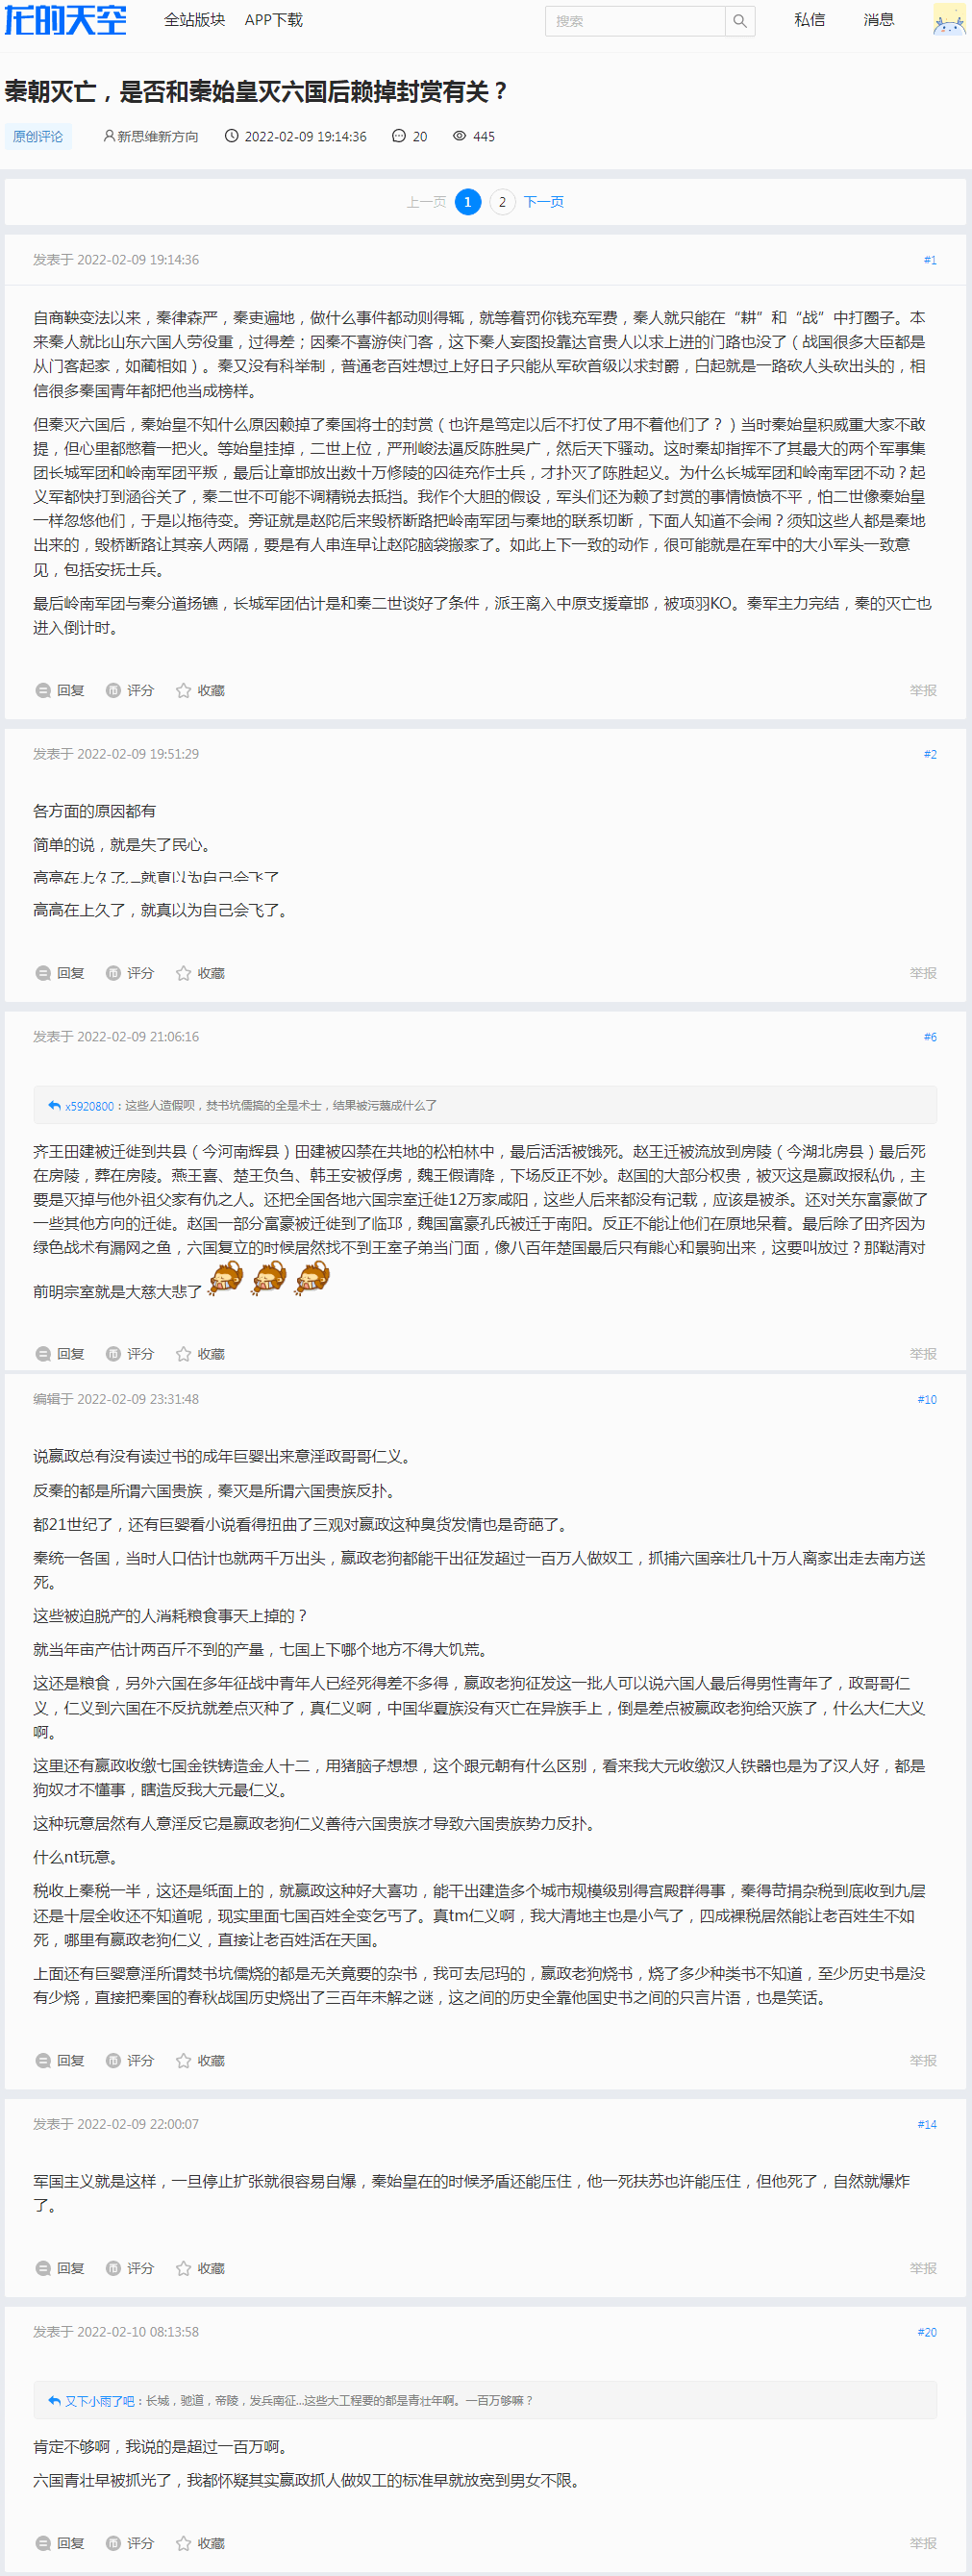 龙的天空
全站版块 APP下载 搜索 私信 消息
秦朝灭亡，是否和秦始皇灭六国后赖掉封赏有关？
原创评论 新思维新方向 2022-02-09 19:14:36 20 445
上一页 1 2 下一页
发表于 2022-02-09 19:14:36 #1
自商鞅变法以来，秦律森严，秦吏遍地，做什么事件都动则得辄，就等着罚你钱充军费，秦人就只能在“耕”和“战”中打圈子。本
来秦人就比山东六国人劳役重，过得差；因秦不喜游侠门客，这下秦人妄图投靠达官贵人以求上进的门路也没了（战国很多大臣都是
从门客起家，如蔺相如）。秦又没有科举制，普通老百姓想过上好日子只能从军砍首级以求封爵，白起就是一路砍人头砍出头的，相
信很多秦国青年都把他当成榜样。
但秦灭六国后，秦始皇不知什么原因赖掉了秦国将士的封赏（也许是笃定以后不打仗了用不着他们了？）当时秦始皇积威重大家不敢
提，但心里都憋着一把火。等始皇挂掉，二世上位，严刑峻法逼反陈胜吴广，然后天下骚动。这时秦却指挥不了其最大的两个军事集
团长城军团和岭南军团平叛，最后让章邯放出数十万修陵的囚徒充作士兵，才扑灭了陈胜起义。为什么长城军团和岭南军团不动？起
义军都快打到函谷关了，秦二世不可能不调精锐去抵挡。我作个大胆的假设，军头们还为赖了封赏的事情愤愤不平，怕二世像秦始皇
一样忽悠他们，于是以拖待变。旁证就是赵陀后来毁桥断路把岭南军团与秦地的联系切断，下面人知道不会闹？须知这些人都是秦地
出来的，毁桥断路让其亲人两隔，要是有人串连早让赵陀脑袋搬家了。如此上下一致的动作，很可能就是在军中的大小军头一致意
见，包括安抚士兵。
最后岭南军团与秦分道扬镳，长城军团估计是和秦二世谈好了条件，派王离入中原支援章邯，被项羽KO。秦军主力完结，秦的灭亡也
进入倒计时。
回复 评分 收藏 举报
发表于 2022-02-09 19:51:29 #2
各方面的原因都有
简单的说，就是失了民心。
高高在上久了，就真以为自己会飞了
高高在上久了，就真以为自己会飞了。
回复 评分 收藏 举报
发表于 2022-02-09 21:06:16 #6
x5920800：这些人造假呗，焚书坑儒搞的全是术士，结果被污蔑成什么了
齐王田建被迁徙到共县（今河南辉县）田建被囚禁在共地的松柏林中，最后活活被饿死。赵王迁被流放到房陵（今湖北房县）最后死
在房陵，葬在房陵。燕王喜、楚王负刍、韩王安被俘虏，魏王假请降，下场反正不妙。赵国的大部分权贵，被灭这是嬴政报私仇，主
要是灭掉与他外祖父家有仇之人。还把全国各地六国宗室迁徙12万家咸阳，这些人后来都没有记载，应该是被杀。还对关东富豪做了
一些其他方向的迁徙。赵国一部分富豪被迁徙到了临邛，魏国富豪孔氏被迁于南阳。反正不能让他们在原地呆着。最后除了田齐因为
绿色战术有漏网之鱼，六国复立的时候居然找不到王室子弟当门面，像八百年楚国最后只有能心和景驹出来，这要叫放过？那鞑清对
前明宗室就是大慈大悲了
回复 评分 收藏 举报
编辑于 2022-02-09 23:31:48 #10
说嬴政总有没有读过书的成年巨婴出来意淫政哥哥仁义。
反秦的都是所谓六国贵族，秦灭是所谓六国贵族反扑。
都21世纪了，还有巨婴看小说看得扭曲了三观对嬴政这种臭货发情也是奇葩了。
秦统一各国，当时人口估计也就两千万出头，嬴政老狗都能干出征发超过一百万人做奴工，抓捕六国亲壮几十万人离家出走去南方送
死。
这些被迫脱产的人消耗粮食事天上掉的？
就当年亩产估计两百斤不到的产量，七国上下哪个地方不得大饥荒。
这还是粮食，另外六国在多年征战中青年人已经死得差不多得，嬴政老狗征发这一批人可以说六国人最后得男性青年了，政哥哥仁
义，仁义到六国在不反抗就差点灭种了，真仁义啊，中国华夏族没有灭亡在异族手上，倒是差点被嬴政老狗给灭族了，什么大仁大义
啊。
这里还有嬴政收缴七国金铁铸造金人十二，用猪脑子想想，这个跟元朝有什么区别，看来我大元收缴汉人铁器也是为了汉人好，都是
狗奴才不懂事，瞎造反我大元最仁义。
这种玩意居然有人意淫反它是嬴政老狗仁义善待六国贵族才导致六国贵族势力反扑。
什么nt玩意。
税收上秦税一半，这还是纸面上的，就嬴政这种好大喜功，能干出建造多个城市规模级别得宫殿群得事，秦得苛捐杂税到底收到九层
还是十层全收还不知道呢，现实里面七国百姓全变乞丐了。真tm仁义啊，我大清地主也是小气了，四成裸税居然能让老百姓生不如
死，哪里有嬴政老狗仁义，直接让老百姓活在天国。
上面还有巨婴意淫所谓焚书坑儒烧的都是无关竟要的杂书，我可去尼玛的，嬴政老狗烧书，烧了多少种类书不知道，至少历史书是没
有少烧，直接把秦国的春秋战国历史烧出了三百年未解之谜，这之间的历史全靠他国史书之间的只言片语，也是笑话。
回复 评分 收藏 举报
发表于 2022-02-09 22:00:07 #14
军国主义就是这样，一旦停止扩张就很容易自爆，秦始皇在的时候矛盾还能压住，他一死扶苏也许能压住，但他死了，自然就爆炸
了。
回复 评分 收藏 举报
发表于 2022-02-10 08:13:58 #20
又下小雨了吧：长城，驰道，帝陵，发兵南征...这些大工程要的都是青壮年啊。一百万够嘛？
肯定不够啊，我说的是超过一百万啊。
六国青壮早被抓光了，我都怀疑其实嬴政抓人做奴工的标准早就放宽到男女不限。
回复 评分 收藏 举报